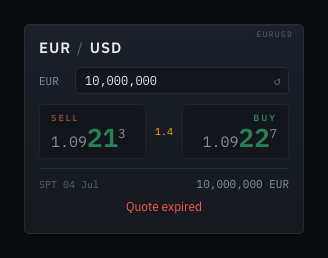 EURUSD
EUR / USD
EUR 10,000,000 ↺
SELL BUY
1.09213 1.4 1.09227
SPT 04 Jul 10,000,000 EUR
Quote expired